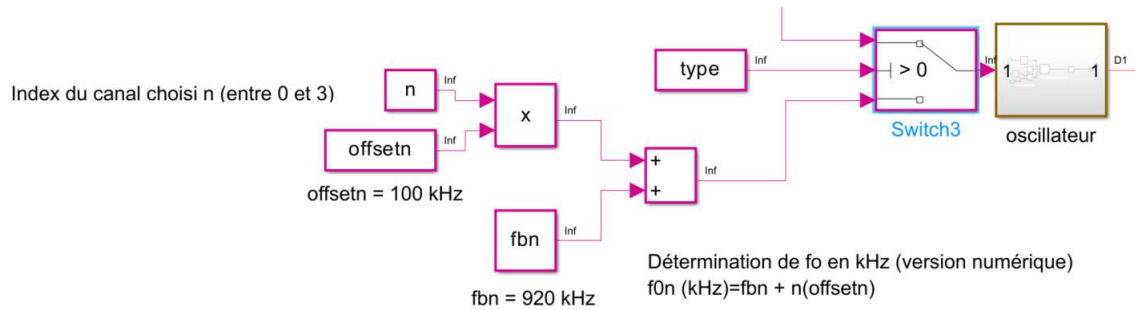 Index du canal choisi n (entre 0 et 3)
n
Inf
offsetn
Inf
offsetn = 100 kHz
x
Inf
fbn
Inf
fbn = 920 kHz
+
+
Inf
type
Inf
> 0
Inf
Switch3
1
1
D1
oscillateur
Détermination de fo en kHz (version numérique)
f0n (kHz)=fbn + n(offsetn)